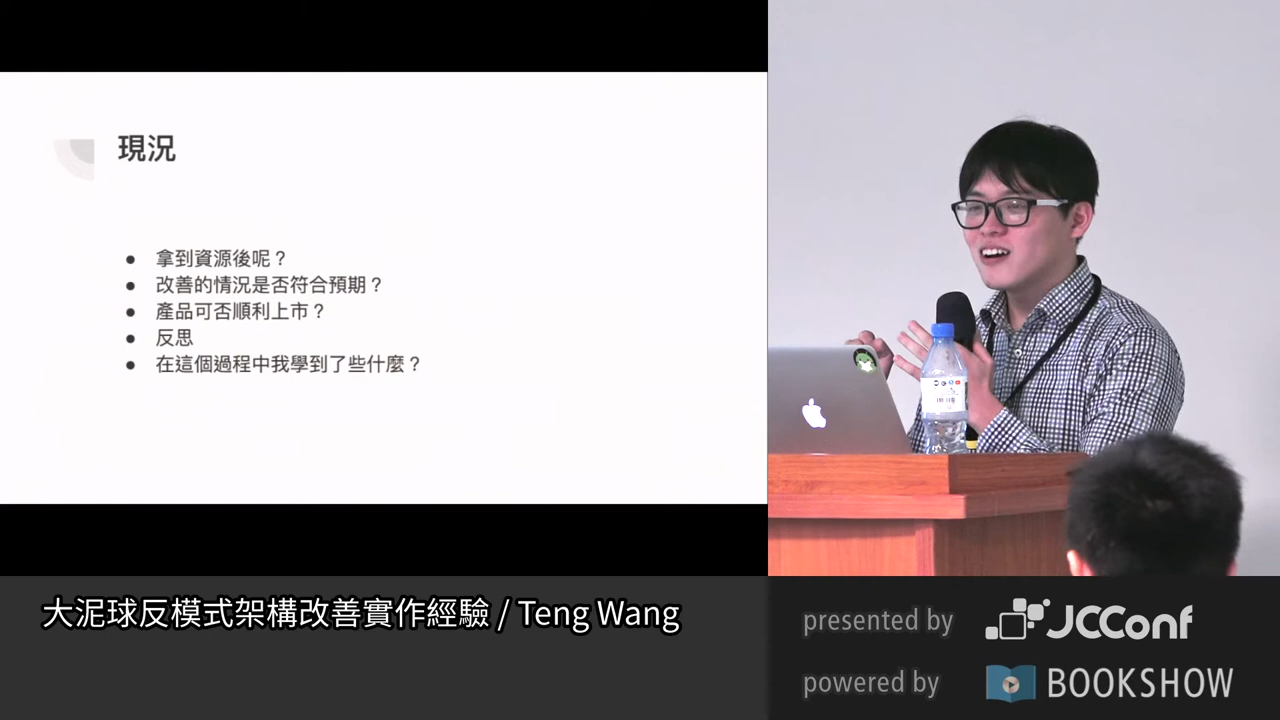 現況
● 拿到資源後呢？
● 改善的情況是否符合預期？
● 產品可否順利上市？
● 反思
● 在這個過程中我學到了些什麼？
大泥球反模式架構改善實作經驗 / Teng Wang
presented by JCConf
powered by BOOKSHOW